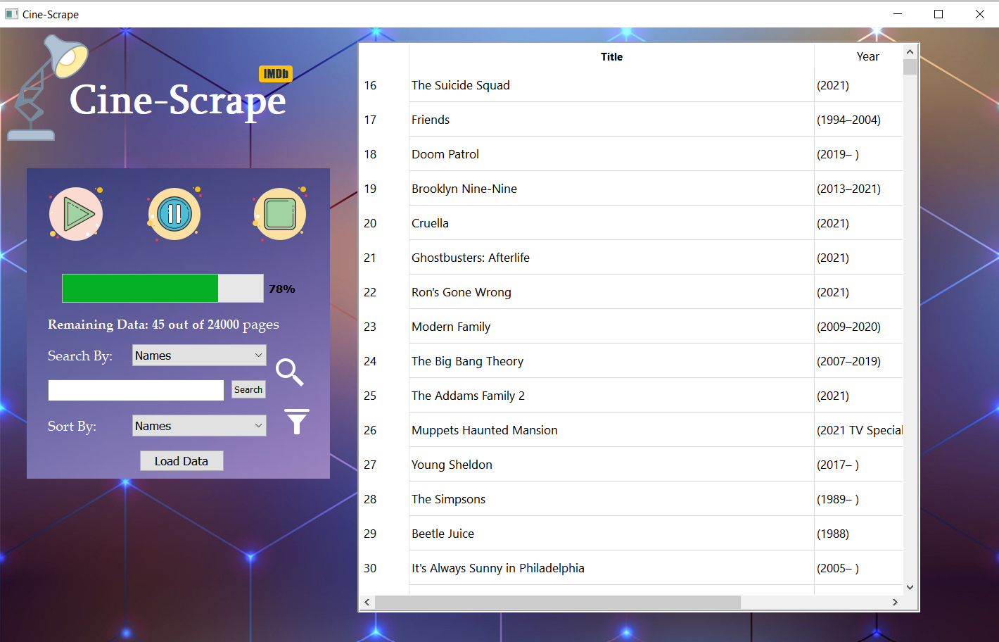 Cine-Scrape
IMDb
Cine-Scrape
78%
Remaining Data: 45 out of 24000 pages
Search By: Names
Search
Sort By: Names
Load Data
Title Year
16 The Suicide Squad (2021)
17 Friends (1994–2004)
18 Doom Patrol (2019– )
19 Brooklyn Nine-Nine (2013–2021)
20 Cruella (2021)
21 Ghostbusters: Afterlife (2021)
22 Ron's Gone Wrong (2021)
23 Modern Family (2009–2020)
24 The Big Bang Theory (2007–2019)
25 The Addams Family 2 (2021)
26 Muppets Haunted Mansion (2021 TV Special
27 Young Sheldon (2017– )
28 The Simpsons (1989– )
29 Beetle Juice (1988)
30 It's Always Sunny in Philadelphia (2005– )